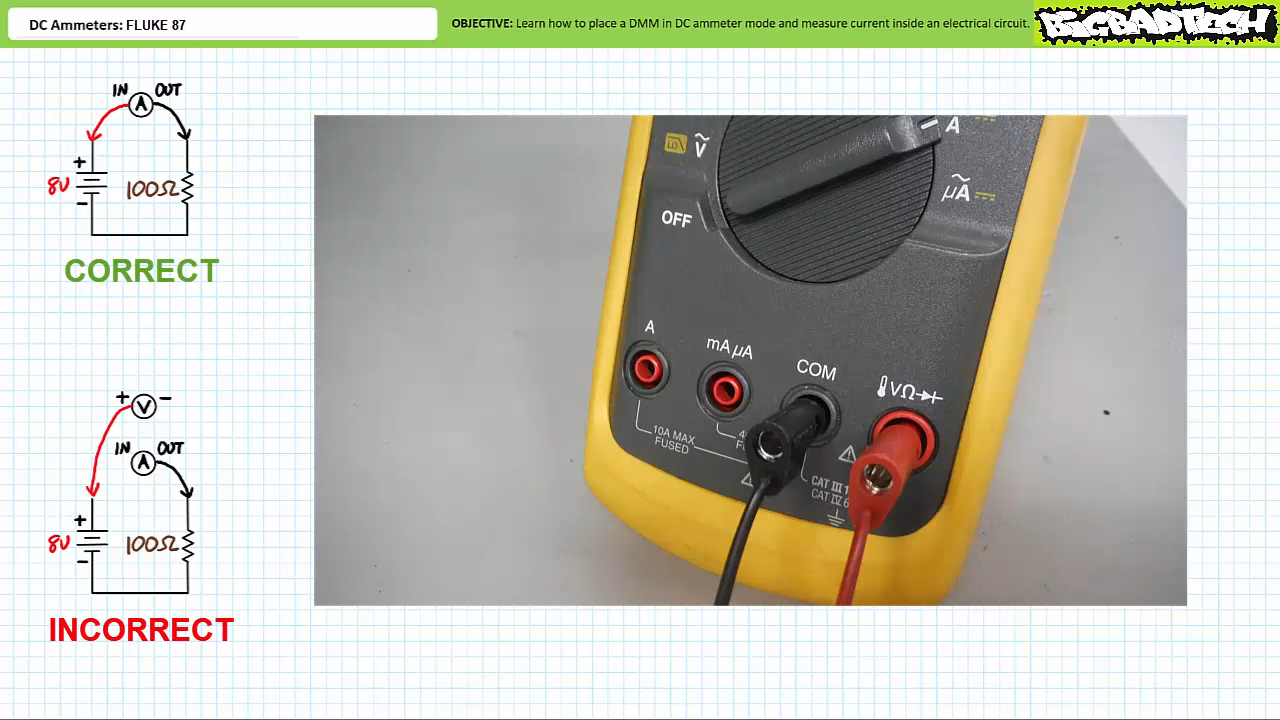 DC Ammeters: FLUKE 87
OBJECTIVE: Learn how to place a DMM in DC ammeter mode and measure current inside an electrical circuit.
BIGBADTECH
IN A OUT
+
8V 100Ω
-
CORRECT
+ V -
IN A OUT
+
8V 100Ω
-
INCORRECT
LO V
A
µA
OFF
A
mA µA
COM
VΩ
10A MAX
FUSED
CAT III
CAT IV